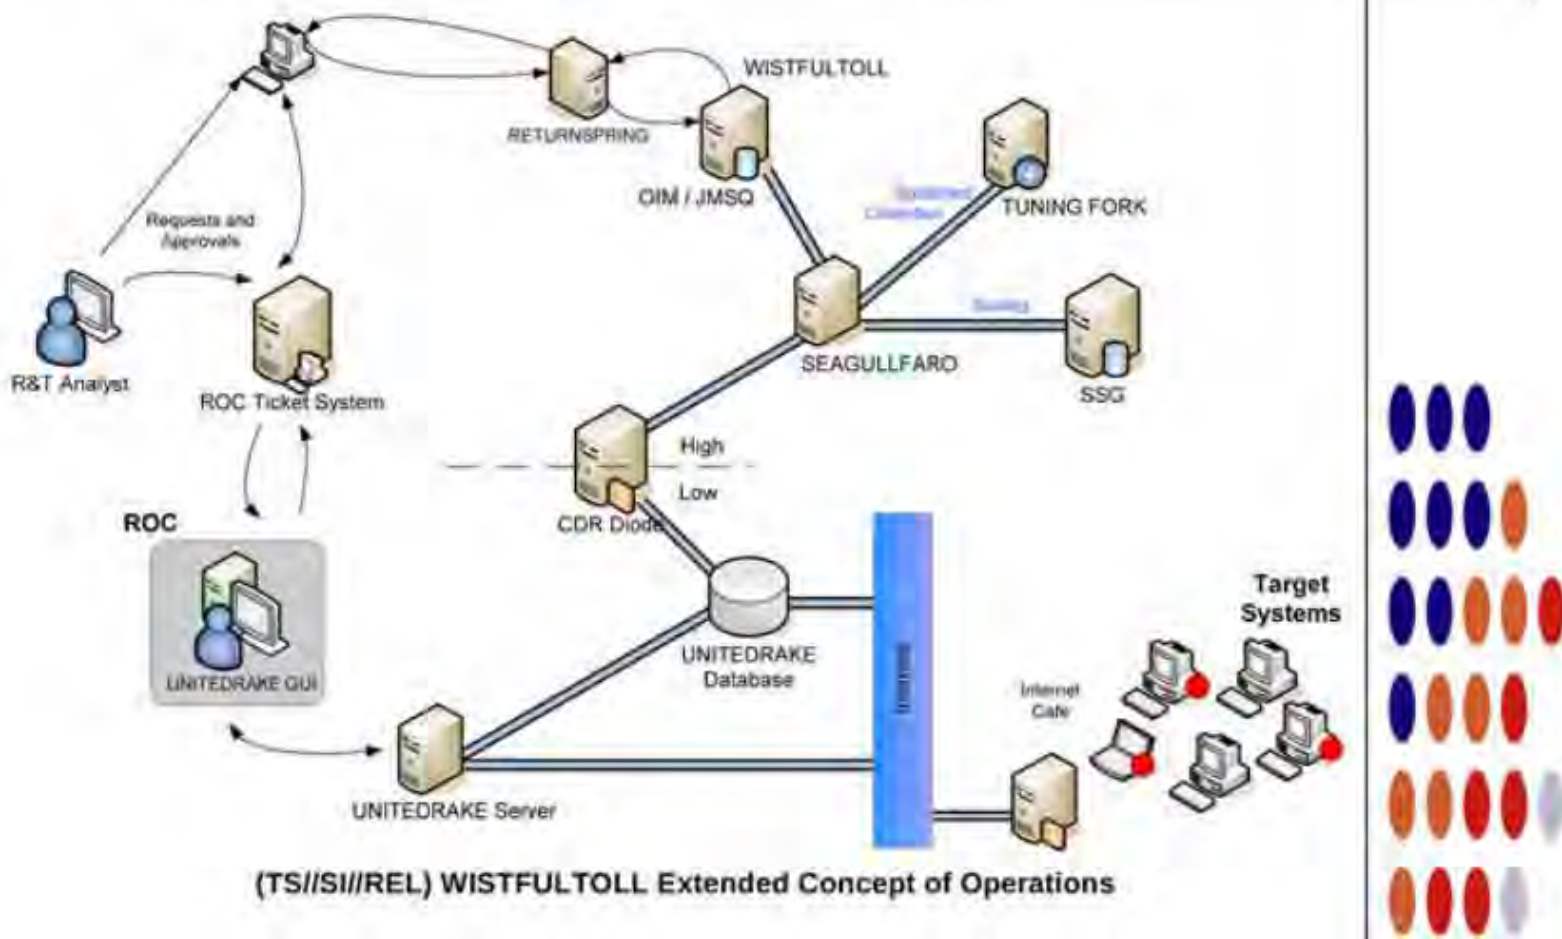 WISTFULTOLL
RETURNSPRING
OIM / JMSQ
TUNING FORK
Requests and
Approvals
R&T Analyst
ROC Ticket System
SEAGULLFARO
SSG
High
Low
CDR Diode
ROC
UNITEDRAKE GUI
UNITEDRAKE
Database
Internet
Cafe
Target
Systems
UNITEDRAKE Server
(TS//SI//REL) WISTFULTOLL Extended Concept of Operations